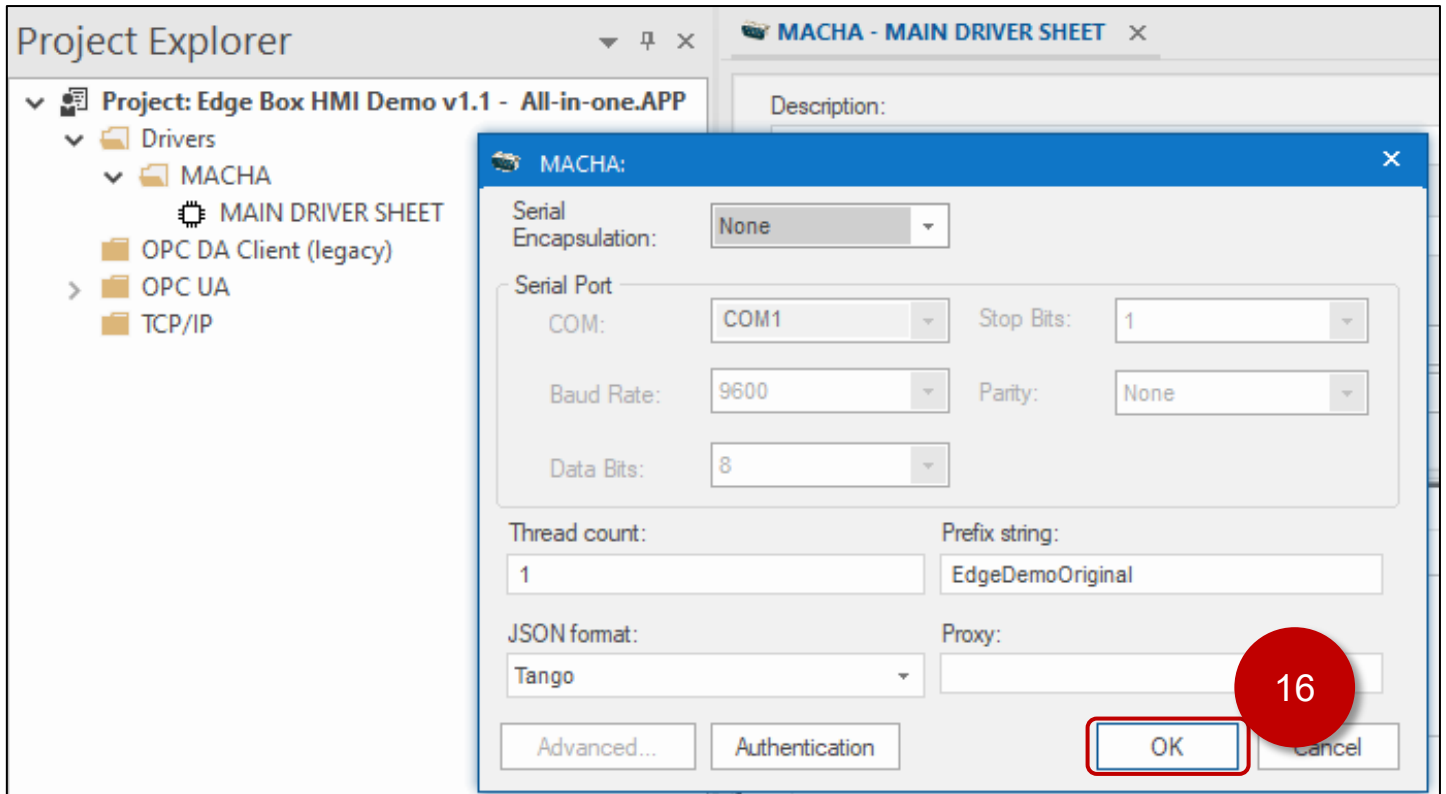 Project Explorer
MACHA - MAIN DRIVER SHEET
Project: Edge Box HMI Demo v1.1 - All-in-one.APP
Drivers
MACHA
MAIN DRIVER SHEET
OPC DA Client (legacy)
OPC UA
TCP/IP
Description:
MACHA:
Serial
Encapsulation:
None
Serial Port
COM:
COM1
Stop Bits:
1
Baud Rate:
9600
Parity:
None
Data Bits:
8
Thread count:
Prefix string:
1
EdgeDemoOriginal
JSON format:
Proxy:
Tango
16
Advanced...
Authentication
OK
Cancel